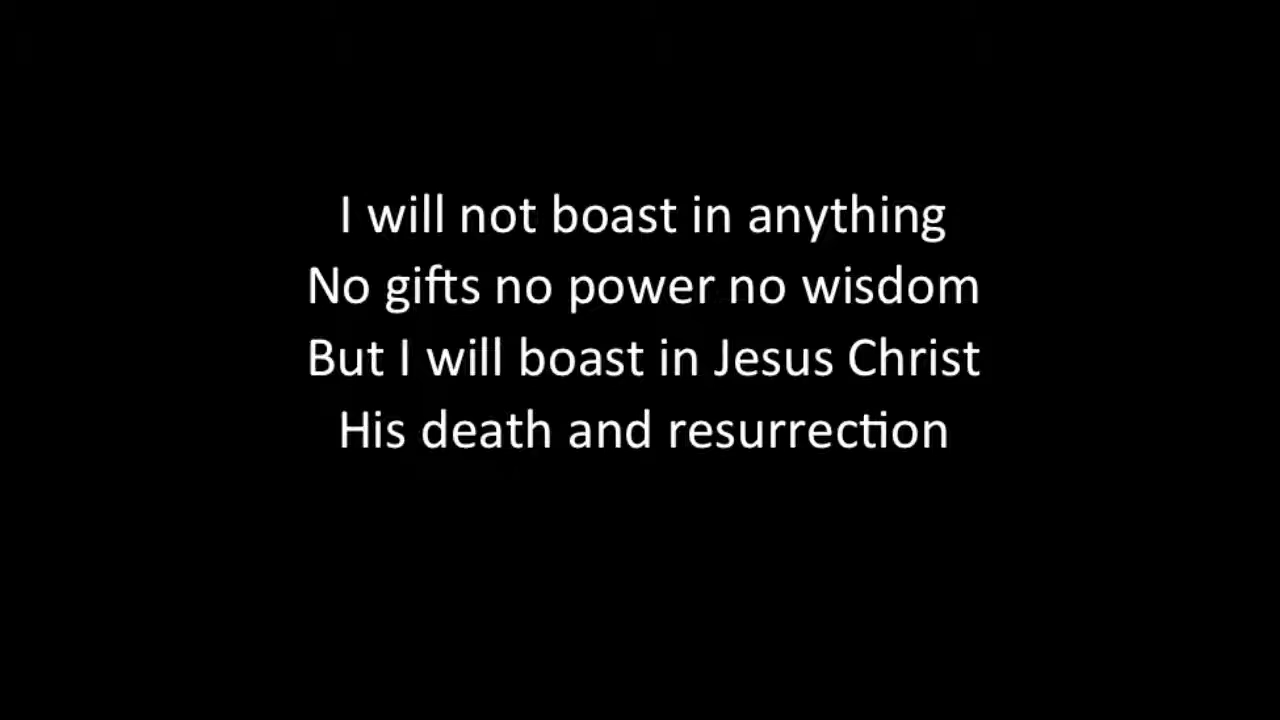 I will not boast in anything
No gifts no power no wisdom
But I will boast in Jesus Christ
His death and resurrection